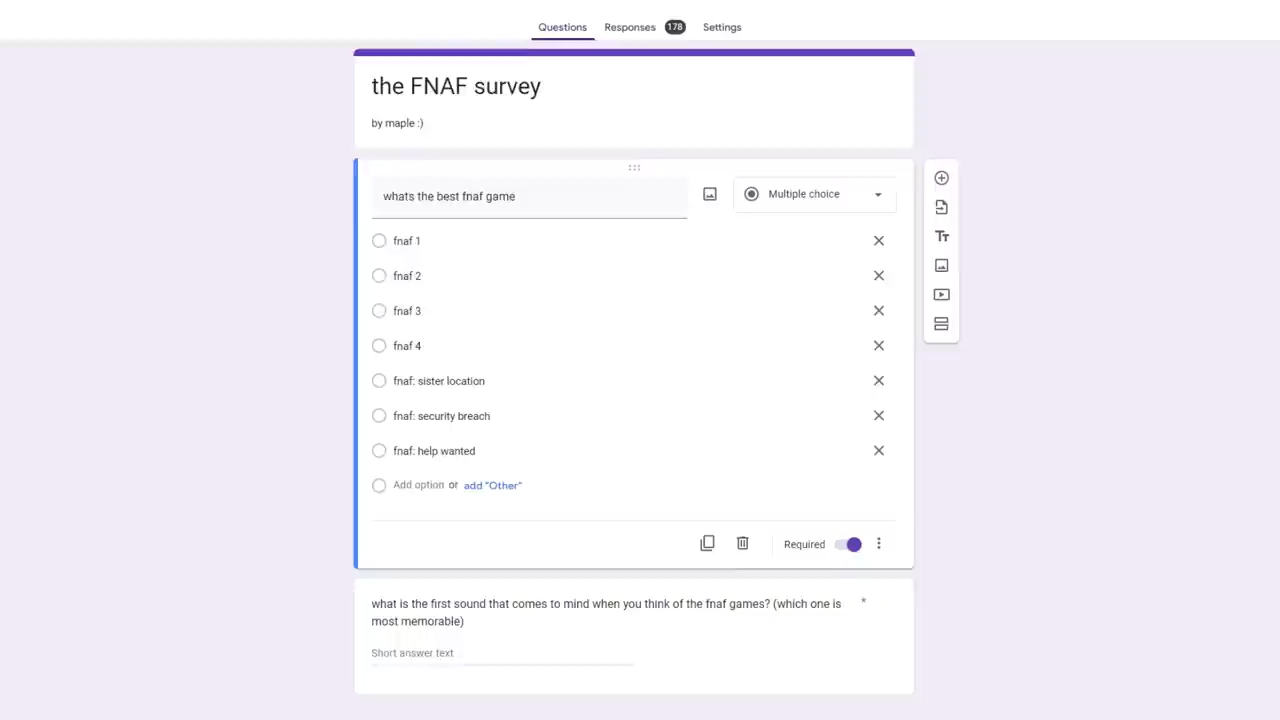 Questions Responses 178 Settings
the FNAF survey
by maple :)
whats the best fnaf game
Multiple choice
fnaf 1
fnaf 2
fnaf 3
fnaf 4
fnaf: sister location
fnaf: security breach
fnaf: help wanted
Add option or add "Other"
Required
what is the first sound that comes to mind when you think of the fnaf games? (which one is *
most memorable)
Short answer text